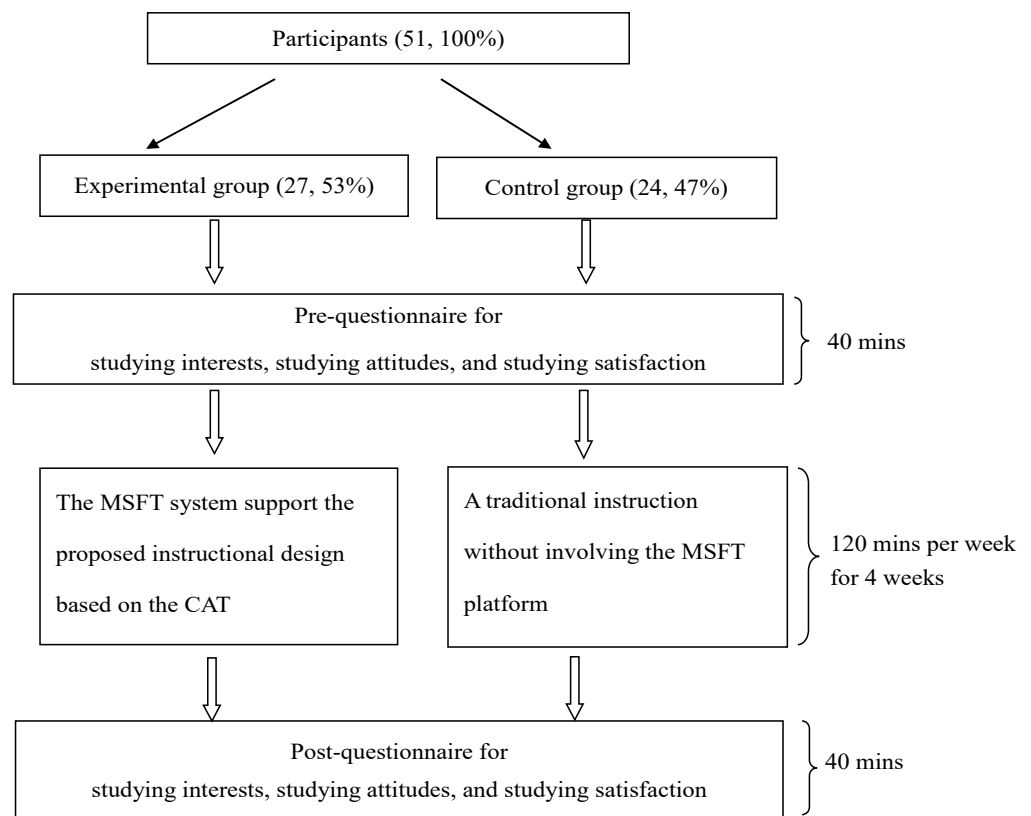 Participants (51, 100%)
Experimental group (27, 53%)
Control group (24, 47%)
Pre-questionnaire for
studying interests, studying attitudes, and studying satisfaction
40 mins
The MSFT system support the
proposed instructional design
based on the CAT
A traditional instruction
without involving the MSFT
platform
120 mins per week
for 4 weeks
Post-questionnaire for
studying interests, studying attitudes, and studying satisfaction
40 mins